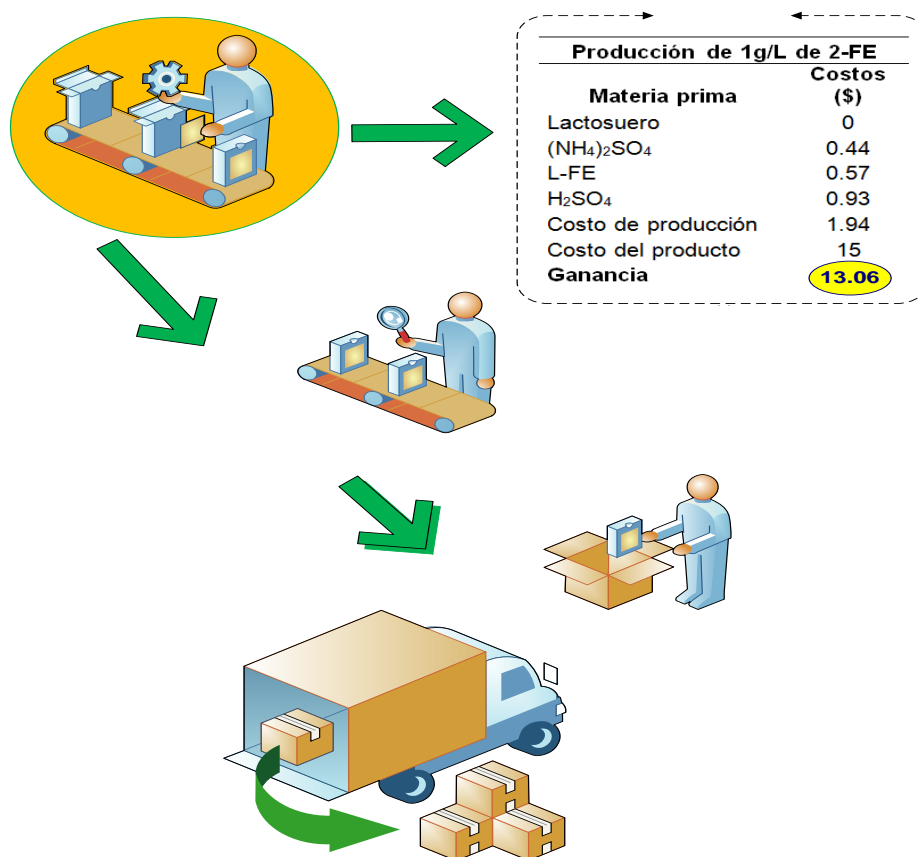 Producción de 1g/L de 2-FE
Costos
Materia prima ($)
Lactosuero 0
(NH₄)₂SO₄ 0.44
L-FE 0.57
H₂SO₄ 0.93
Costo de producción 1.94
Costo del producto 15
Ganancia 13.06